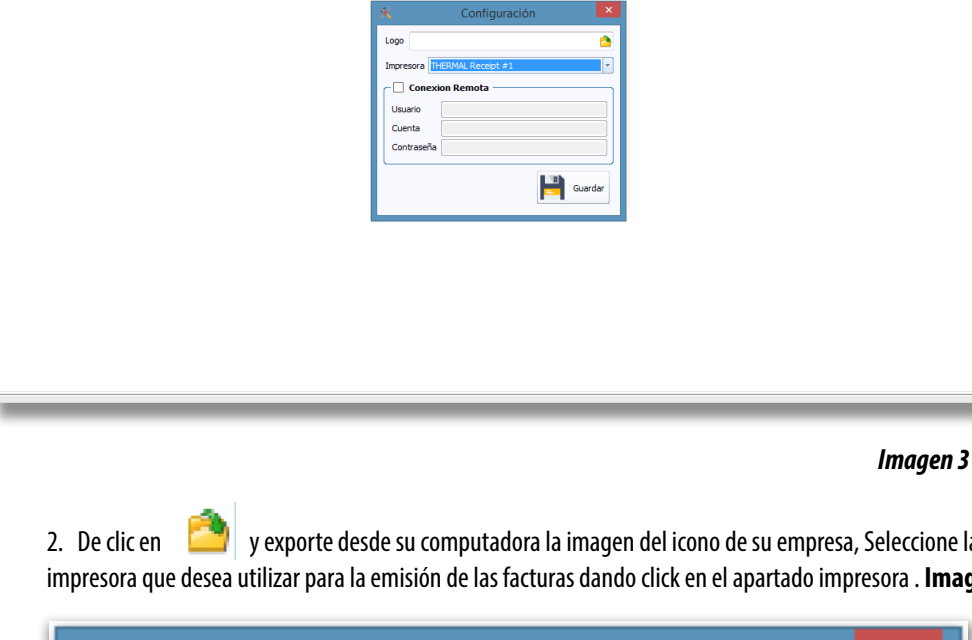 Configuración
Logo
Impresora THERMAL Receipt #1
Conexion Remota
Usuario
Cuenta
Contraseña
Guardar
Imagen 3
2. De clic en y exporte desde su computadora la imagen del icono de su empresa, Seleccione la
impresora que desea utilizar para la emisión de las facturas dando click en el apartado impresora . Imag